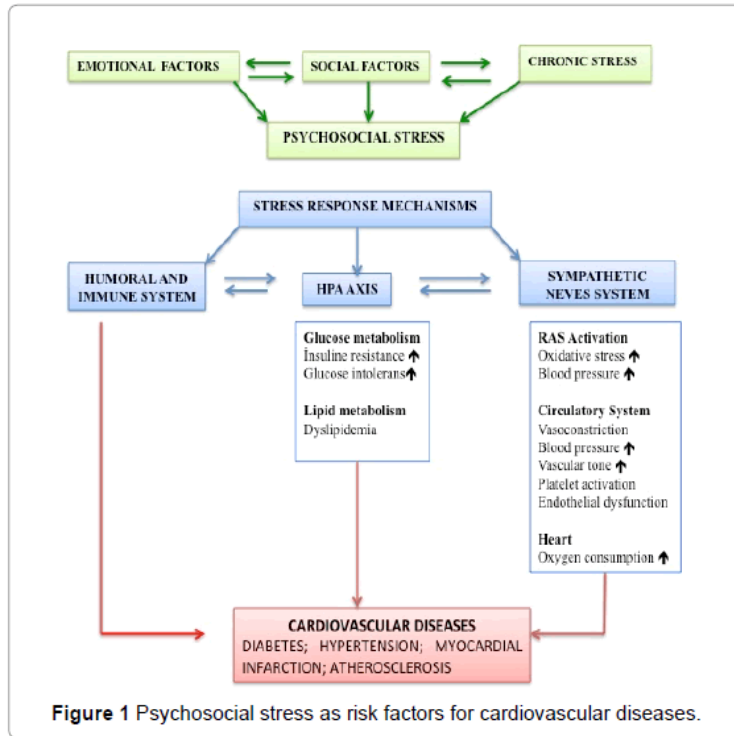 EMOTIONAL FACTORS
SOCIAL FACTORS
CHRONIC STRESS
PSYCHOSOCIAL STRESS
STRESS RESPONSE MECHANISMS
HUMORAL AND
IMMUNE SYSTEM
HPA AXIS
SYMPATHETIC
NEVES SYSTEM
Glucose metabolism
İnsuline resistance ↑
Glucose intolerans↑
Lipid metabolism
Dyslipidemia
RAS Activation
Oxidative stress ↑
Blood pressure ↑
Circulatory System
Vasoconstriction
Blood pressure ↑
Vascular tone ↑
Platelet activation
Endothelial dysfunction
Heart
Oxygen consumption ↑
CARDIOVASCULAR DISEASES
DIABETES; HYPERTENSION; MYOCARDIAL
INFARCTION; ATHEROSCLEROSIS
Figure 1 Psychosocial stress as risk factors for cardiovascular diseases.